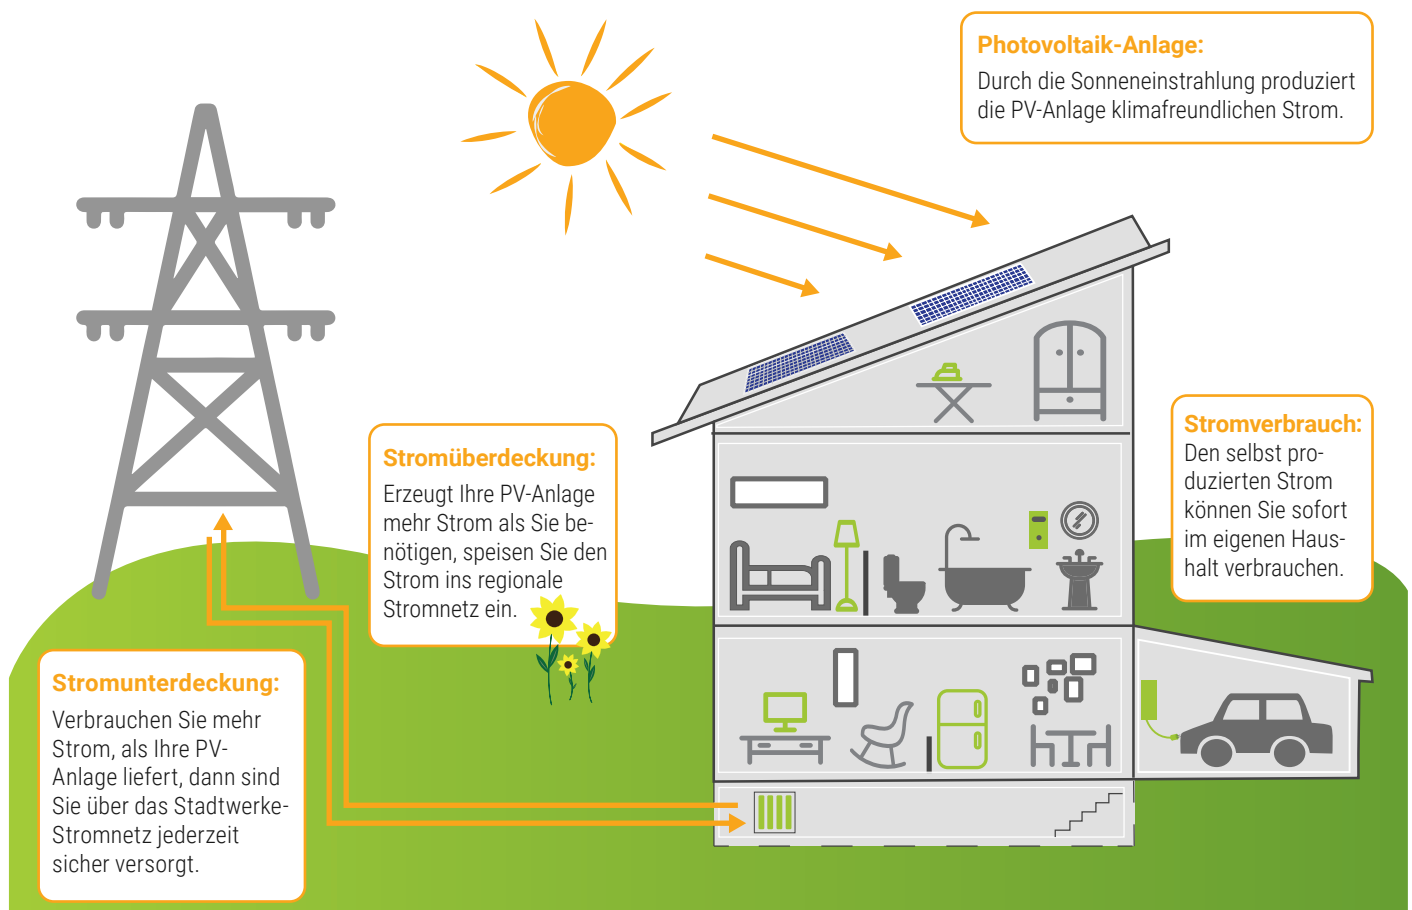 Photovoltaik-Anlage:
Durch die Sonneneinstrahlung produziert
die PV-Anlage klimafreundlichen Strom.
Stromverbrauch:
Den selbst pro-
duzierten Strom
können Sie sofort
im eigenen Haus-
halt verbrauchen.
Stromüberdeckung:
Erzeugt Ihre PV-Anlage
mehr Strom als Sie be-
nötigen, speisen Sie den
Strom ins regionale
Stromnetz ein.
Stromunterdeckung:
Verbrauchen Sie mehr
Strom, als Ihre PV-
Anlage liefert, dann sind
Sie über das Stadtwerke-
Stromnetz jederzeit
sicher versorgt.